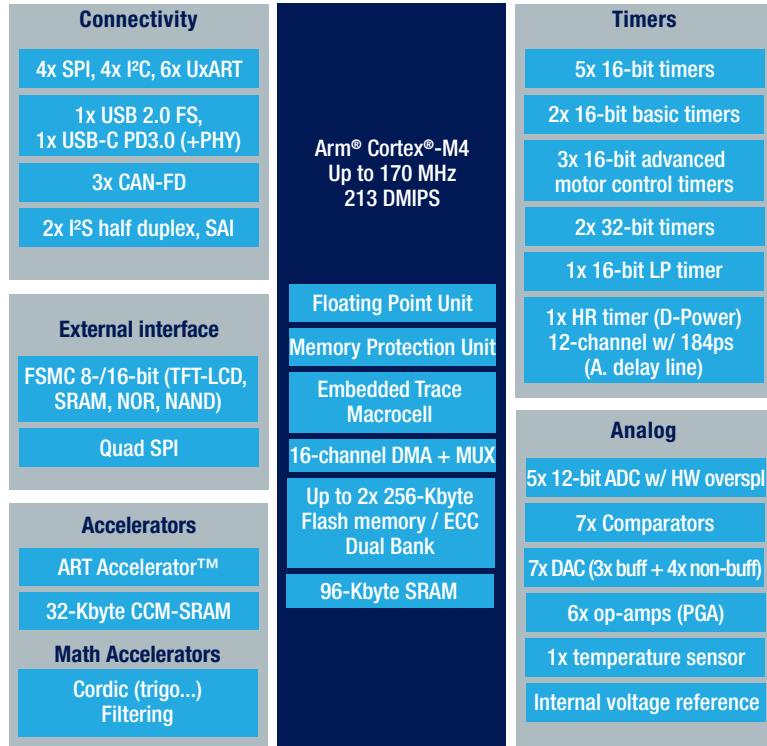 Connectivity
4x SPI, 4x I²C, 6x UxART
1x USB 2.0 FS,
1x USB-C PD3.0 (+PHY)
3x CAN-FD
2x I²S half duplex, SAI
External interface
FSMC 8-/16-bit (TFT-LCD,
SRAM, NOR, NAND)
Quad SPI
Accelerators
ART Accelerator™
32-Kbyte CCM-SRAM
Math Accelerators
Cordic (trigo...)
Filtering
Arm® Cortex®-M4
Up to 170 MHz
213 DMIPS
Floating Point Unit
Memory Protection Unit
Embedded Trace
Macrocell
16-channel DMA + MUX
Up to 2x 256-Kbyte
Flash memory / ECC
Dual Bank
96-Kbyte SRAM
Timers
5x 16-bit timers
2x 16-bit basic timers
3x 16-bit advanced
motor control timers
2x 32-bit timers
1x 16-bit LP timer
1x HR timer (D-Power)
12-channel w/ 184ps
(A. delay line)
Analog
5x 12-bit ADC w/ HW overspl
7x Comparators
7x DAC (3x buff + 4x non-buff)
6x op-amps (PGA)
1x temperature sensor
Internal voltage reference